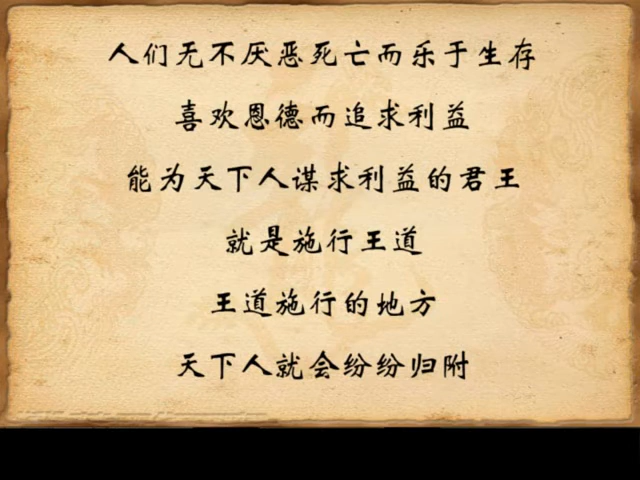 人们无不厌恶死亡而乐于生存
喜欢恩德而追求利益
能为天下人谋求利益的君王
就是施行王道
王道施行的地方
天下人就会纷纷归附